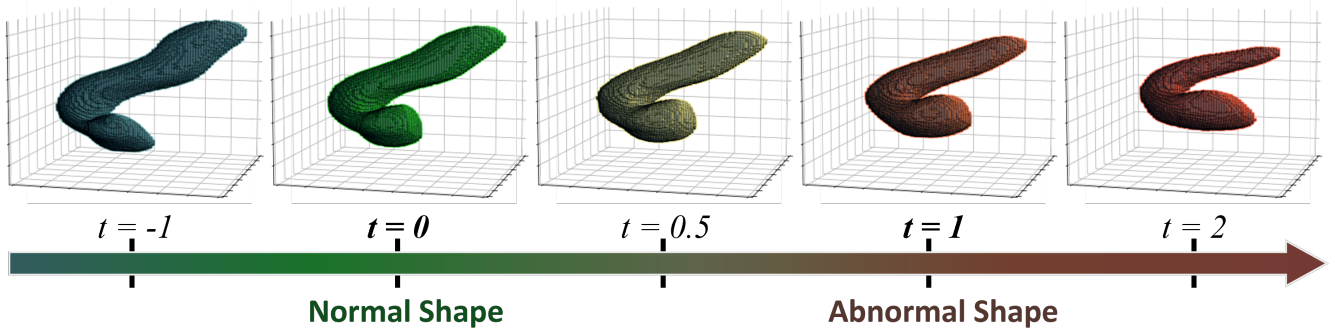 t = -1
t = 0
t = 0.5
t = 1
t = 2
Normal Shape
Abnormal Shape